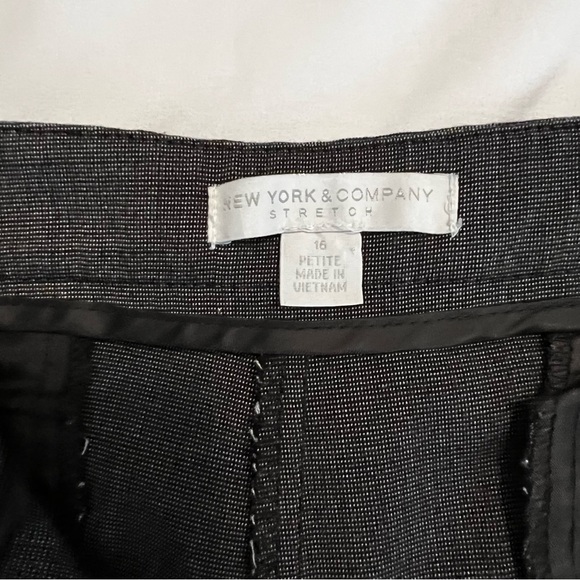 NEW YORK & COMPANY
STRETCH
16
PETITE
MADE IN
VIETNAM